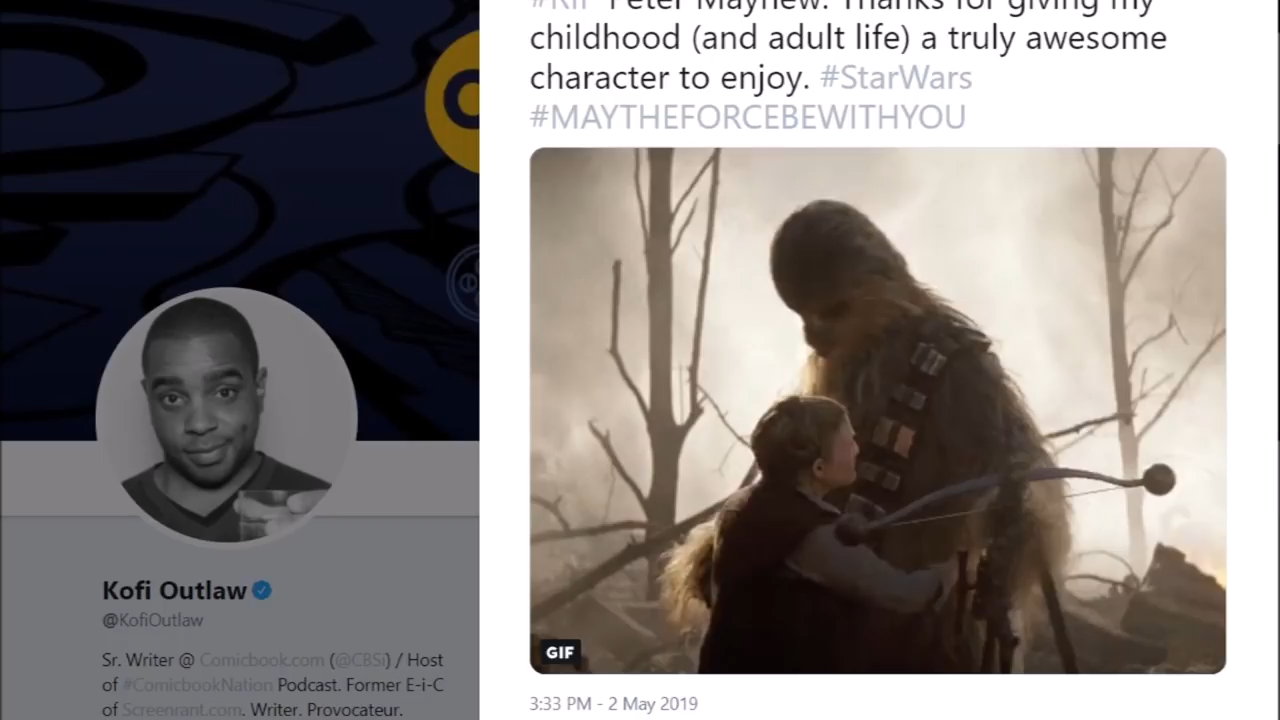 #RIP Peter Mayhew. Thanks for giving my
childhood (and adult life) a truly awesome
character to enjoy. #StarWars
#MAYTHEFORCEBEWITHYOU
GIF
3:33 PM - 2 May 2019
Kofi Outlaw
@KofiOutlaw
Sr. Writer @ Comicbook.com (@CBSi) / Host
of #ComicbookNation Podcast. Former E-i-C
of Screenrant.com. Writer. Provocateur.